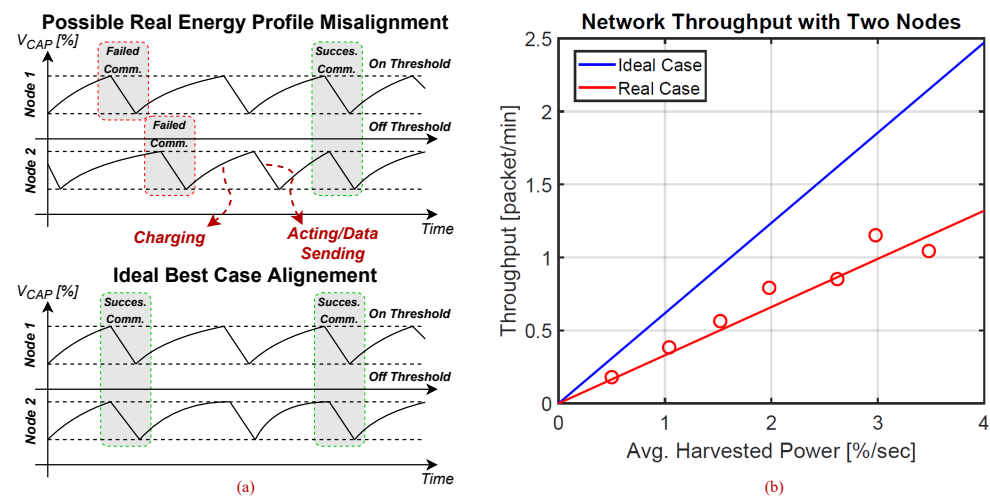 Possible Real Energy Profile Misalignment
V_CAP [%]
Failed
Comm.
Succes.
Comm.
On Threshold
Node 1
Failed
Comm.
Off Threshold
Node 2
Charging
Acting/Data
Sending
Time
Ideal Best Case Alignement
V_CAP [%]
Succes.
Comm.
Succes.
Comm.
On Threshold
Node 1
Off Threshold
Node 2
Time
(a)
Network Throughput with Two Nodes
Ideal Case
Real Case
Throughput [packet/min]
2.5
2
1.5
1
0.5
0
0 1 2 3 4
Avg. Harvested Power [%/sec]
(b)